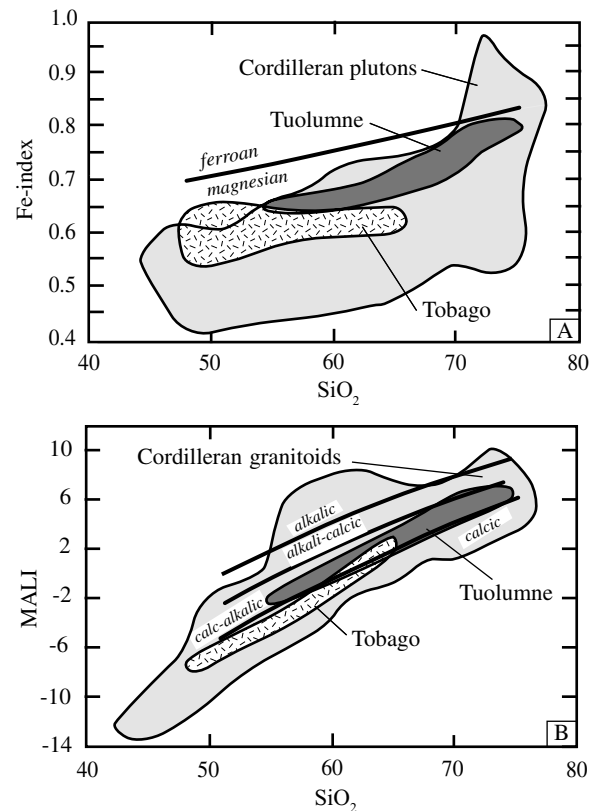 1.0
Cordilleran plutons
0.9
Tuolumne
0.8
ferroan
0.7
magnesian
Fe-index
0.6
0.5
Tobago
0.4
A
40 50 60 70 80
SiO2
10
Cordilleran granitoids
6
alkalic
alkali-calcic
calcic
2
Tuolumne
-2
MALI
calc-alkalic
Tobago
-6
-10
-14
B
40 50 60 70 80
SiO2